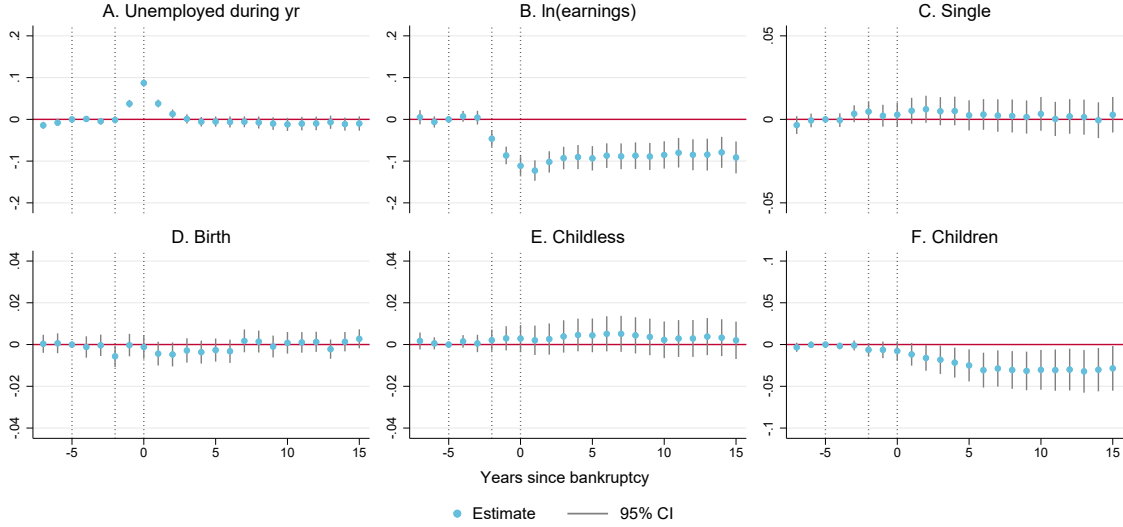 A. Unemployed during yr
B. ln(earnings)
C. Single
.2
.1
0
-.1
-.2
.2
.1
0
-.1
-.2
.05
0
-.05
D. Birth
E. Childless
F. Children
.04
.02
0
-.02
-.04
.04
.02
0
-.02
-.04
.1
.05
0
-.05
-.1
-5 0 5 10 15
-5 0 5 10 15
-5 0 5 10 15
Years since bankruptcy
Estimate 95% CI